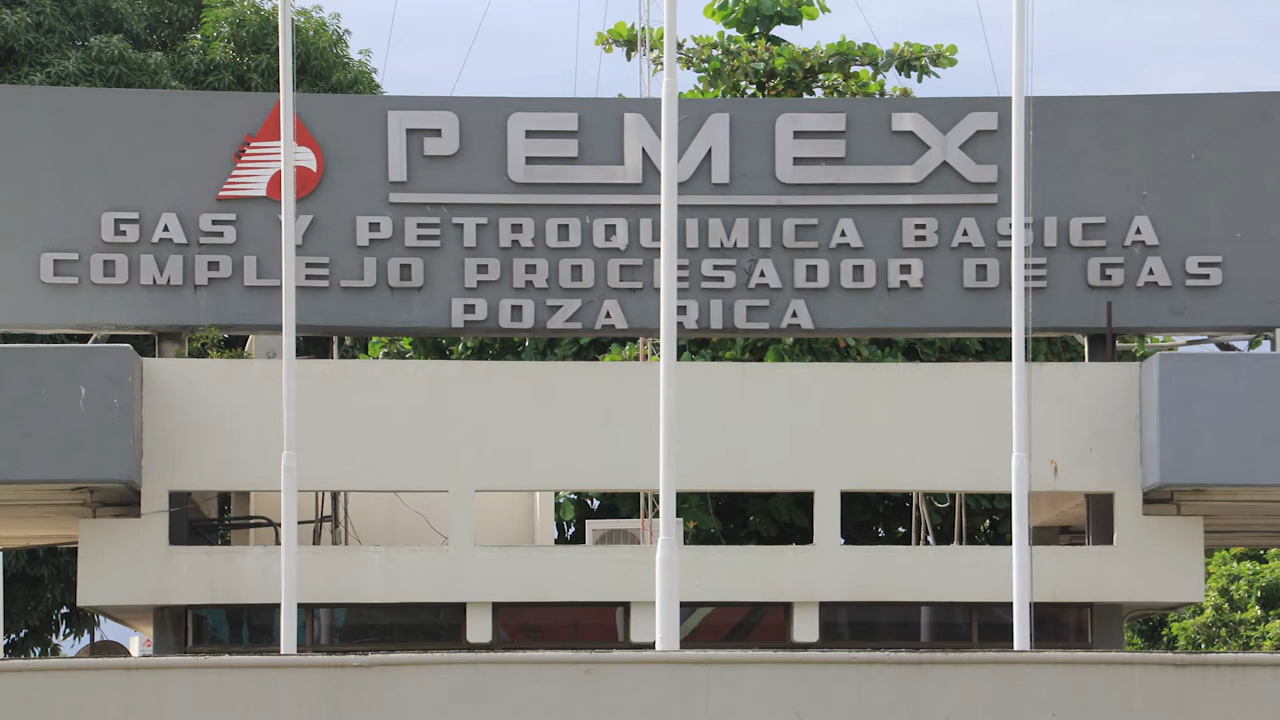 PEMEX
GAS Y PETROQUIMICA BASICA
COMPLEJO PROCESADOR DE GAS
POZA RICA